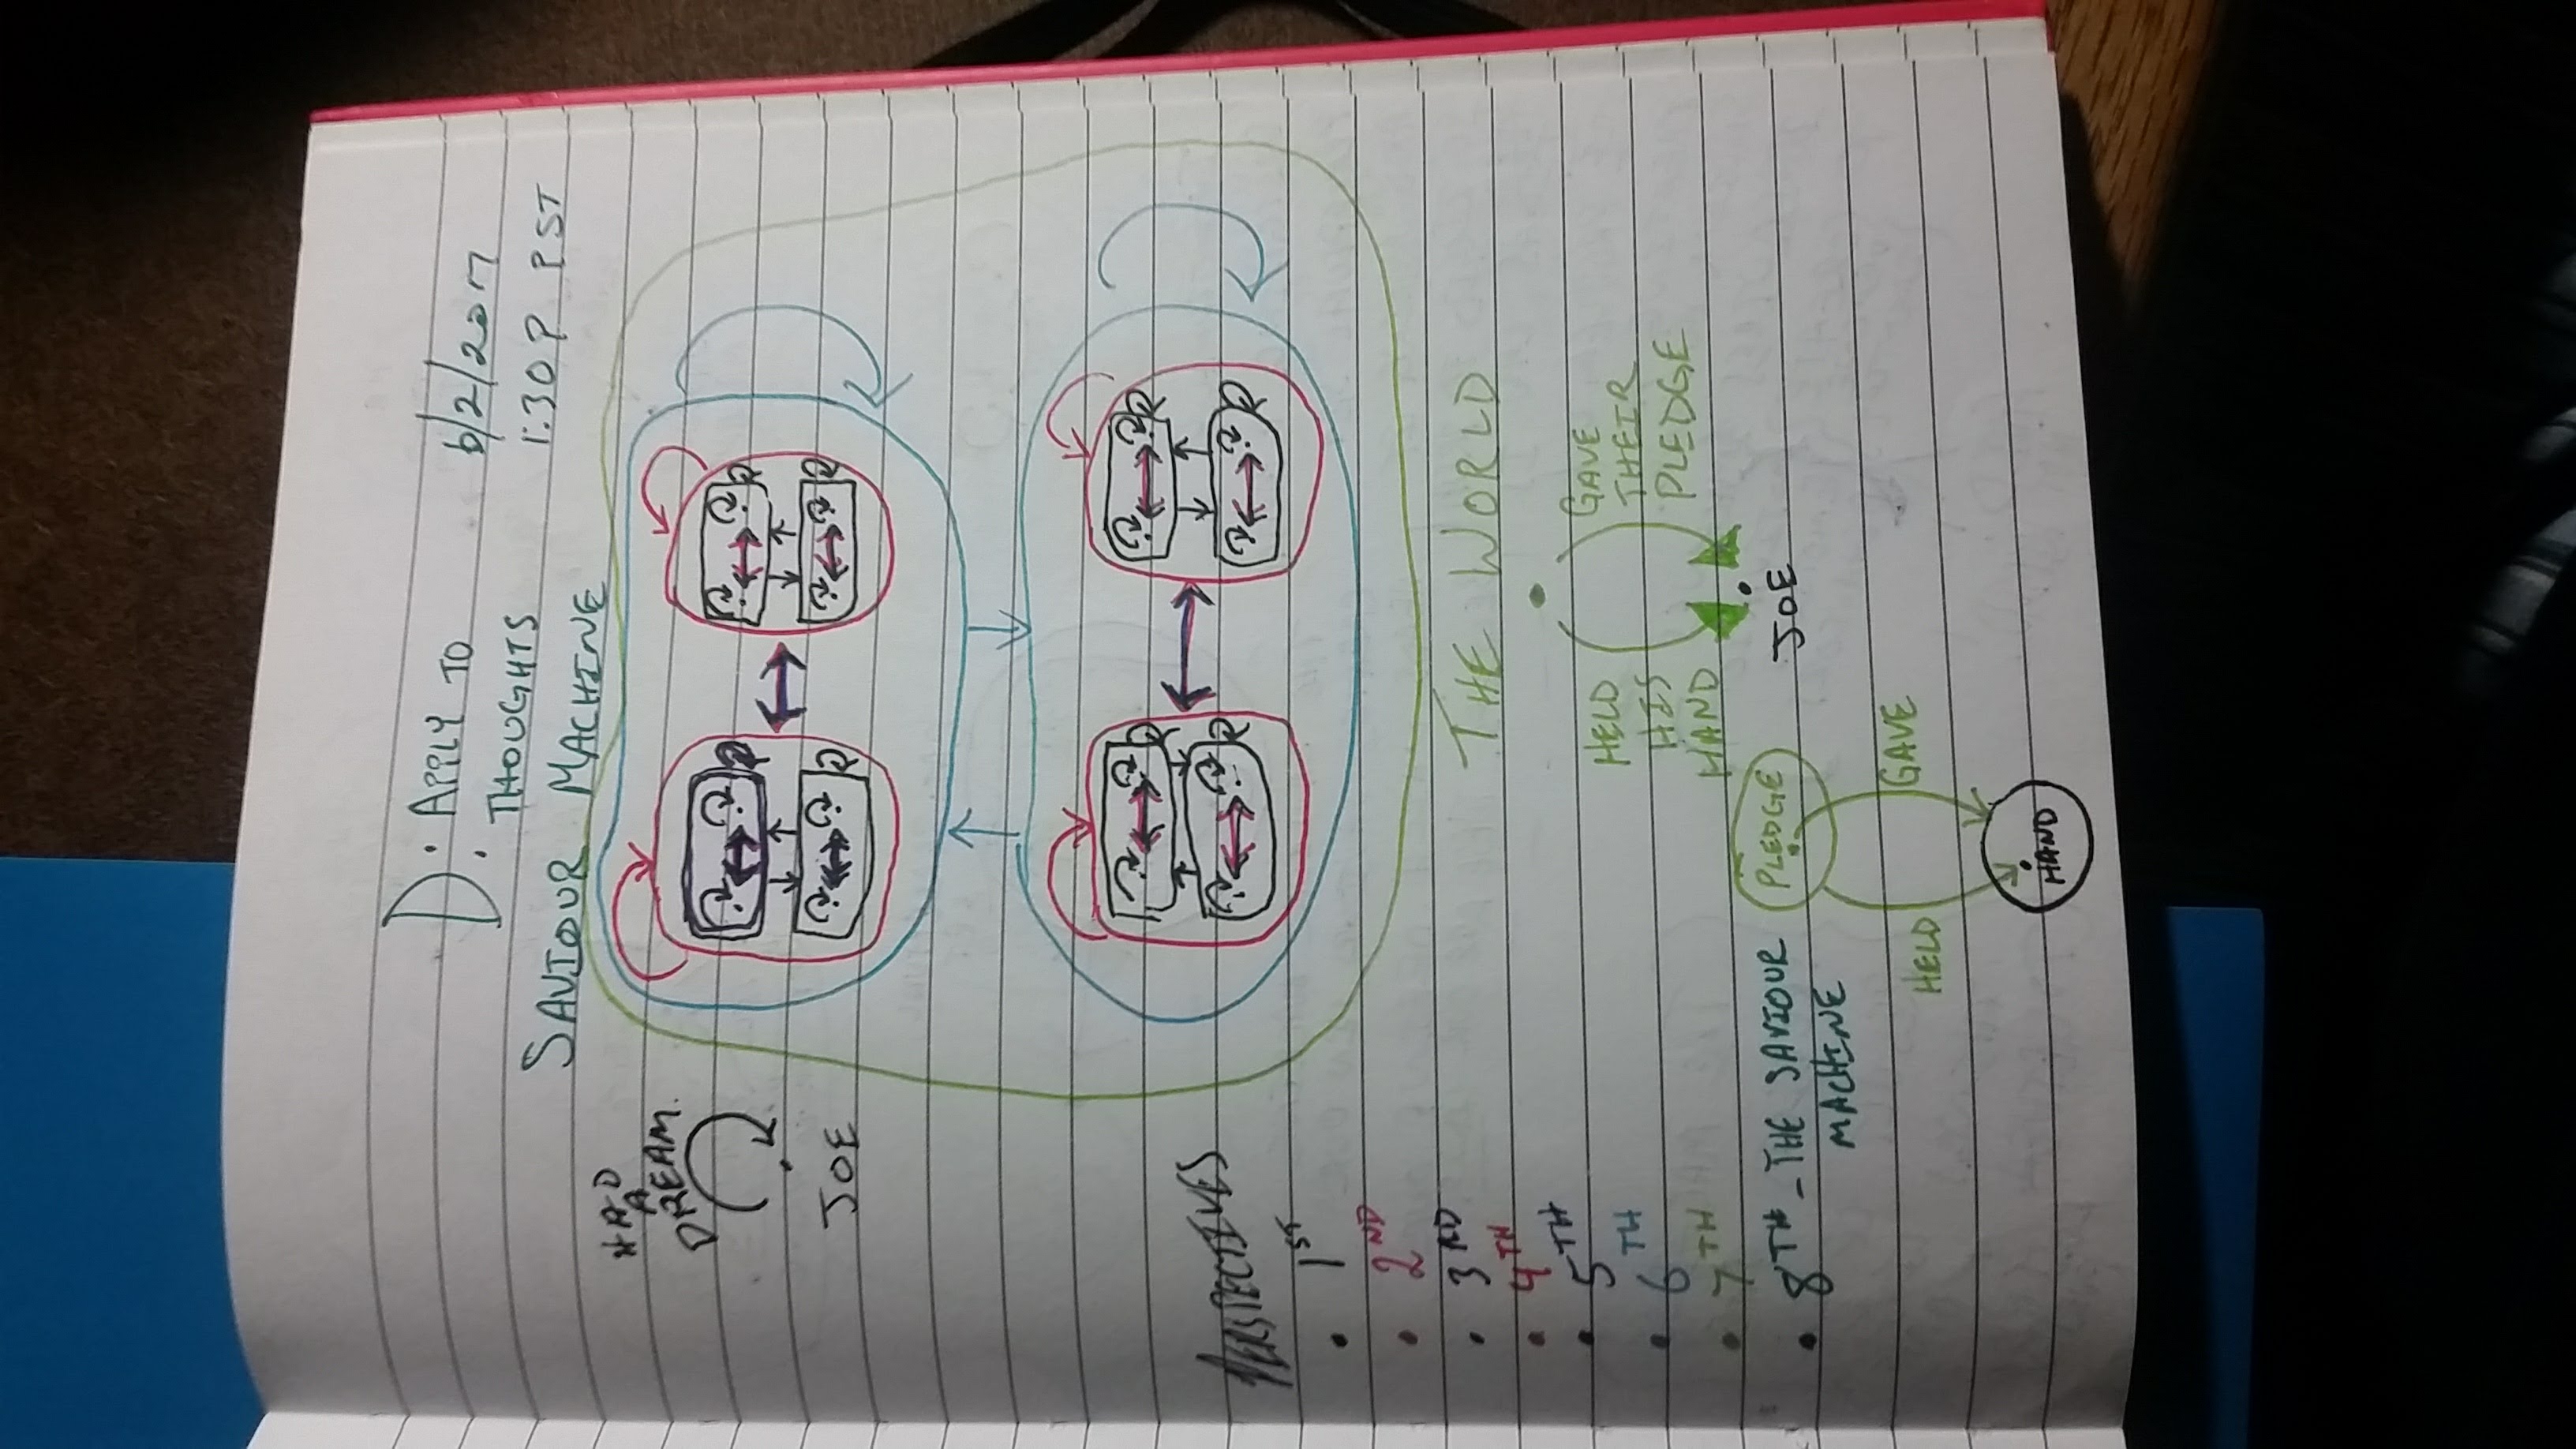 D: APPLY TO
THOUGHTS
6/2/2017
1:30P PST
SAVIOUR MACHINE
HAD
A
DREAM.
JOE
PERSPECTIVES
• 1ST
• 2ND
• 3RD
• 4TH
• 5TH
• 6TH
• 7TH
• 8TH - THE SAVIOUR
MACHINE
THE WORLD
HELD
HIS
HAND
GAVE
THEIR
PLEDGE
JOE
PLEDGE
HELD
GAVE
HAND